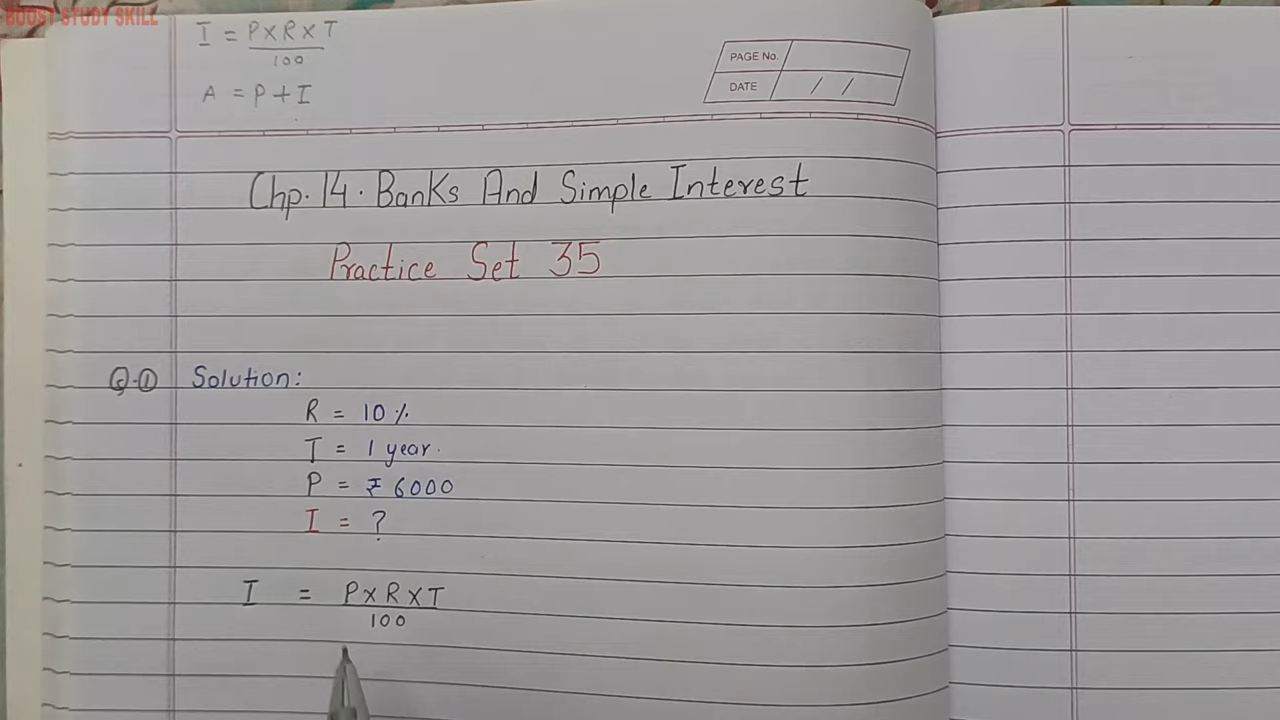 BOOST STUDY SKILL
I = P×R×T
100
A = P+I
PAGE No.
DATE / /
Chp. 14. Banks And Simple Interest
Practice Set 35
Q.① Solution:
R = 10%
T = 1 year.
P = ₹ 6000
I = ?
I = P×R×T
100